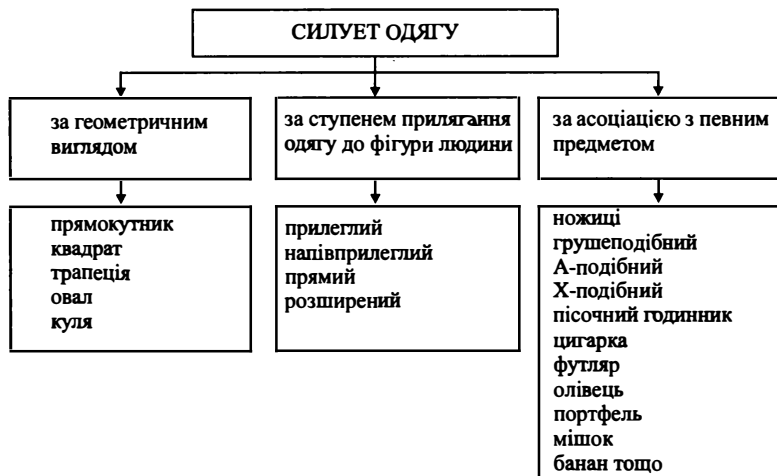 СИЛУЕТ ОДЯГУ
за геометричним
виглядом
прямокутник
квадрат
трапеція
овал
куля
за ступенем прилягання
одягу до фігури людини
прилеглий
напівприлеглий
прямий
розширений
за асоціацією з певним
предметом
ножиці
грушеподібний
А-подібний
Х-подібний
пісочний годинник
цигарка
футляр
олівець
портфель
мішок
банан тощо